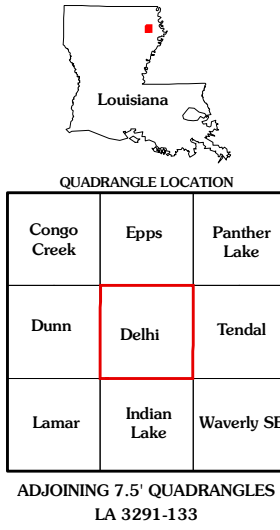 Louisiana
QUADRANGLE LOCATION
Congo
Creek
Epps
Panther
Lake
Dunn
Delhi
Tendal
Lamar
Indian
Lake
Waverly SE
ADJOINING 7.5' QUADRANGLES
LA 3291-133